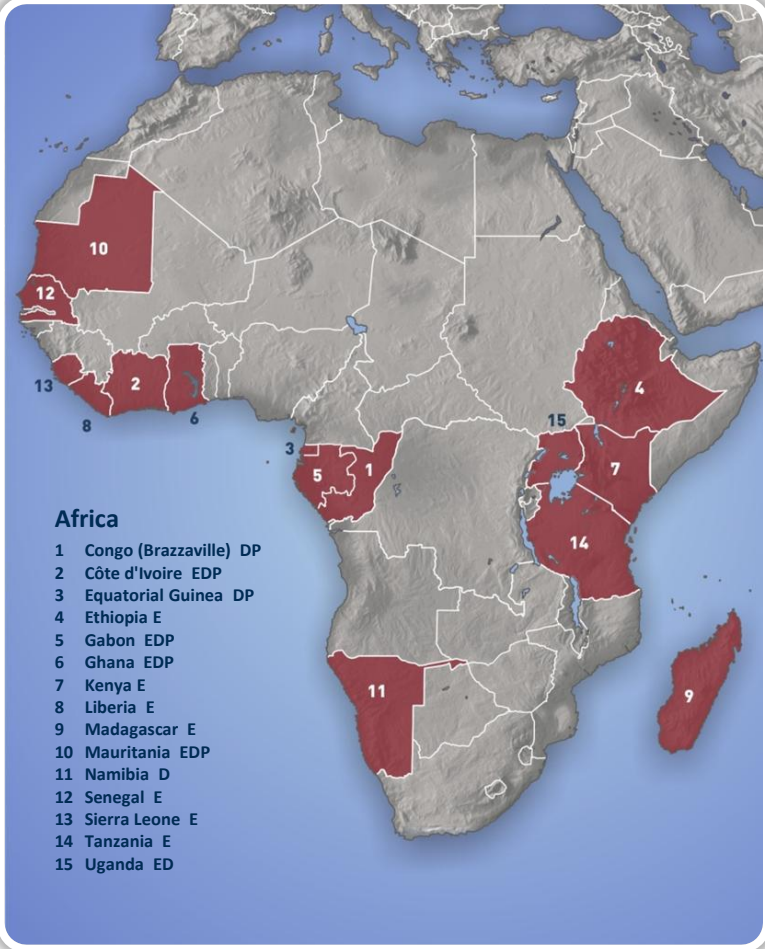 10
12
13
2
8
6
4
15
3
5
1
7
14
11
9
Africa
1 Congo (Brazzaville) DP
2 Côte d'Ivoire EDP
3 Equatorial Guinea DP
4 Ethiopia E
5 Gabon EDP
6 Ghana EDP
7 Kenya E
8 Liberia E
9 Madagascar E
10 Mauritania EDP
11 Namibia D
12 Senegal E
13 Sierra Leone E
14 Tanzania E
15 Uganda ED